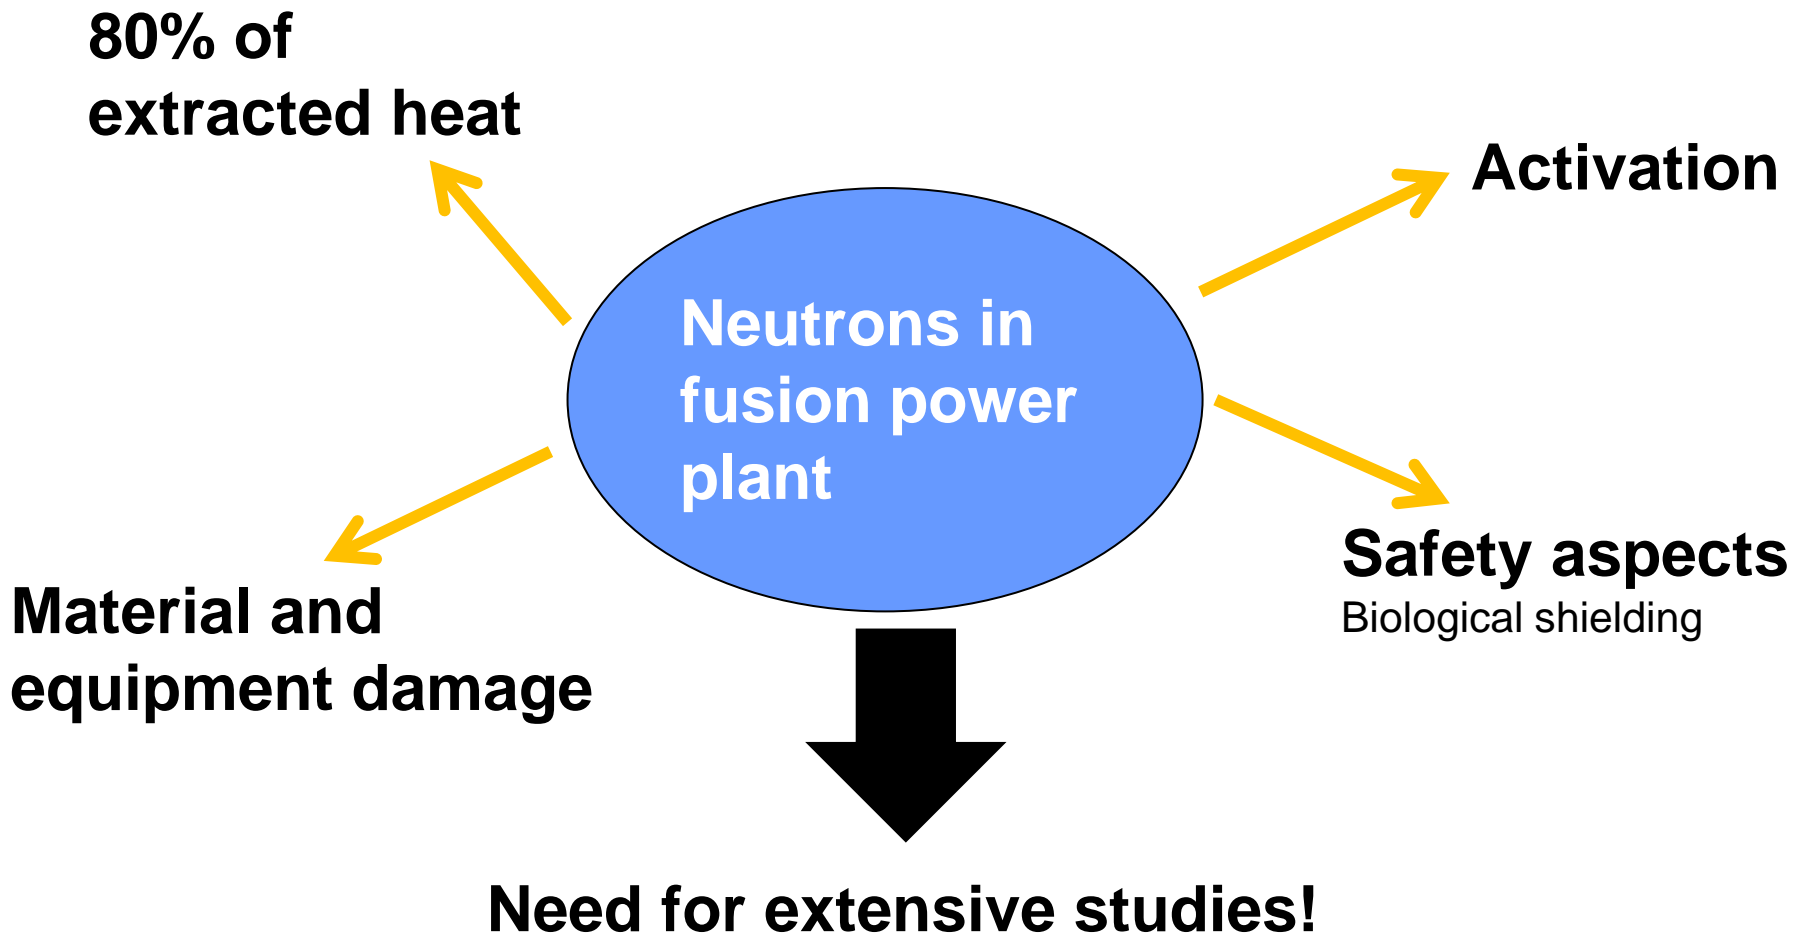 80% of
extracted heat
Activation
Neutrons in
fusion power
plant
Safety aspects
Biological shielding
Material and
equipment damage
Need for extensive studies!